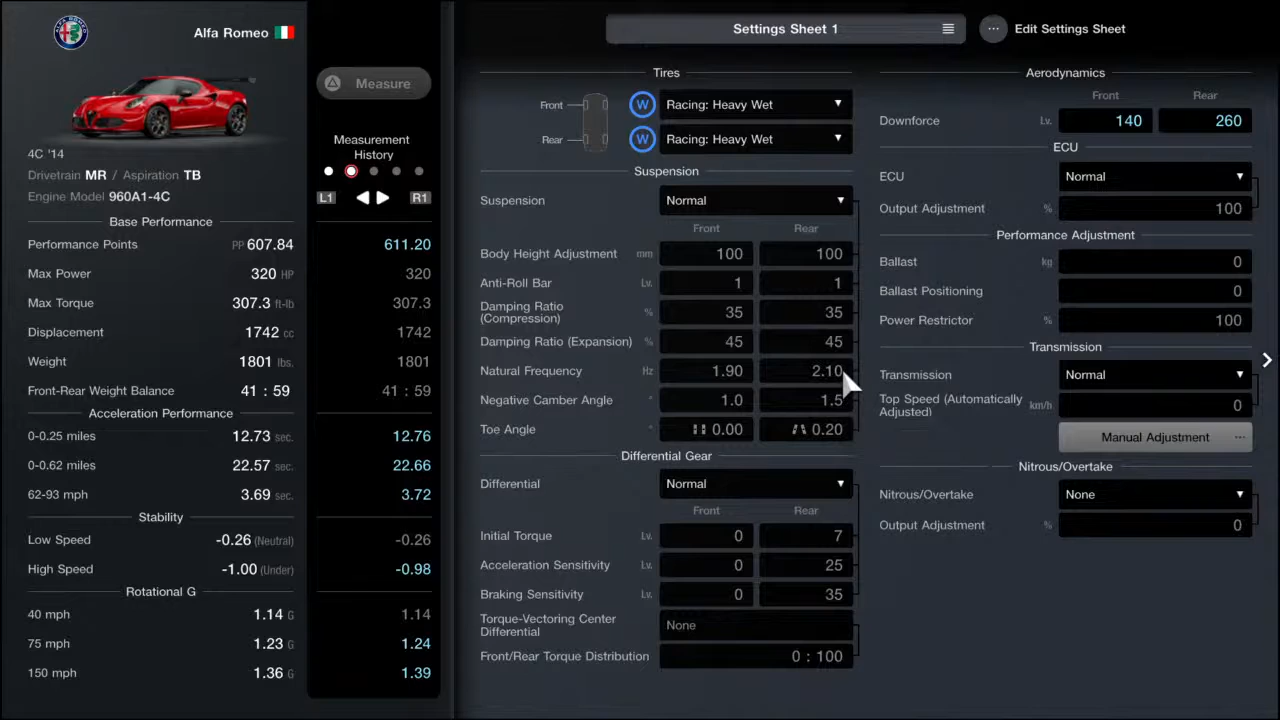 Alfa Romeo
4C '14
Drivetrain MR / Aspiration TB
Engine Model 960A1-4C
Base Performance
Performance Points PP 607.84
Max Power 320 HP
Max Torque 307.3 ft-lb
Displacement 1742 cc
Weight 1801 lbs.
Front-Rear Weight Balance 41 : 59
Acceleration Performance
0-0.25 miles 12.73 sec.
0-0.62 miles 22.57 sec.
62-93 mph 3.69 sec.
Stability
Low Speed -0.26 (Neutral)
High Speed -1.00 (Under)
Rotational G
40 mph 1.14 G
75 mph 1.23 G
150 mph 1.36 G
Measure
Measurement
History
L1 R1
611.20
320
307.3
1742
1801
41 : 59
12.76
22.66
3.72
-0.26
-0.98
1.14
1.24
1.39
Settings Sheet 1
Edit Settings Sheet
Tires
Front W Racing: Heavy Wet
Rear W Racing: Heavy Wet
Suspension
Suspension Normal
Front Rear
Body Height Adjustment mm 100 100
Anti-Roll Bar Lv. 1 1
Damping Ratio
(Compression) % 35 35
Damping Ratio (Expansion) % 45 45
Natural Frequency Hz 1.90 2.10
Negative Camber Angle ° 1.0 1.5
Toe Angle ° 0.00 0.20
Differential Gear
Differential Normal
Front Rear
Initial Torque Lv. 0 7
Acceleration Sensitivity Lv. 0 25
Braking Sensitivity Lv. 0 35
Torque-Vectoring Center
Differential None
Front/Rear Torque Distribution 0 : 100
Aerodynamics
Front Rear
Downforce Lv. 140 260
ECU
ECU Normal
Output Adjustment % 100
Performance Adjustment
Ballast kg 0
Ballast Positioning 0
Power Restrictor % 100
Transmission
Transmission Normal
Top Speed (Automatically
Adjusted) km/h 0
Manual Adjustment
Nitrous/Overtake
Nitrous/Overtake None
Output Adjustment % 0